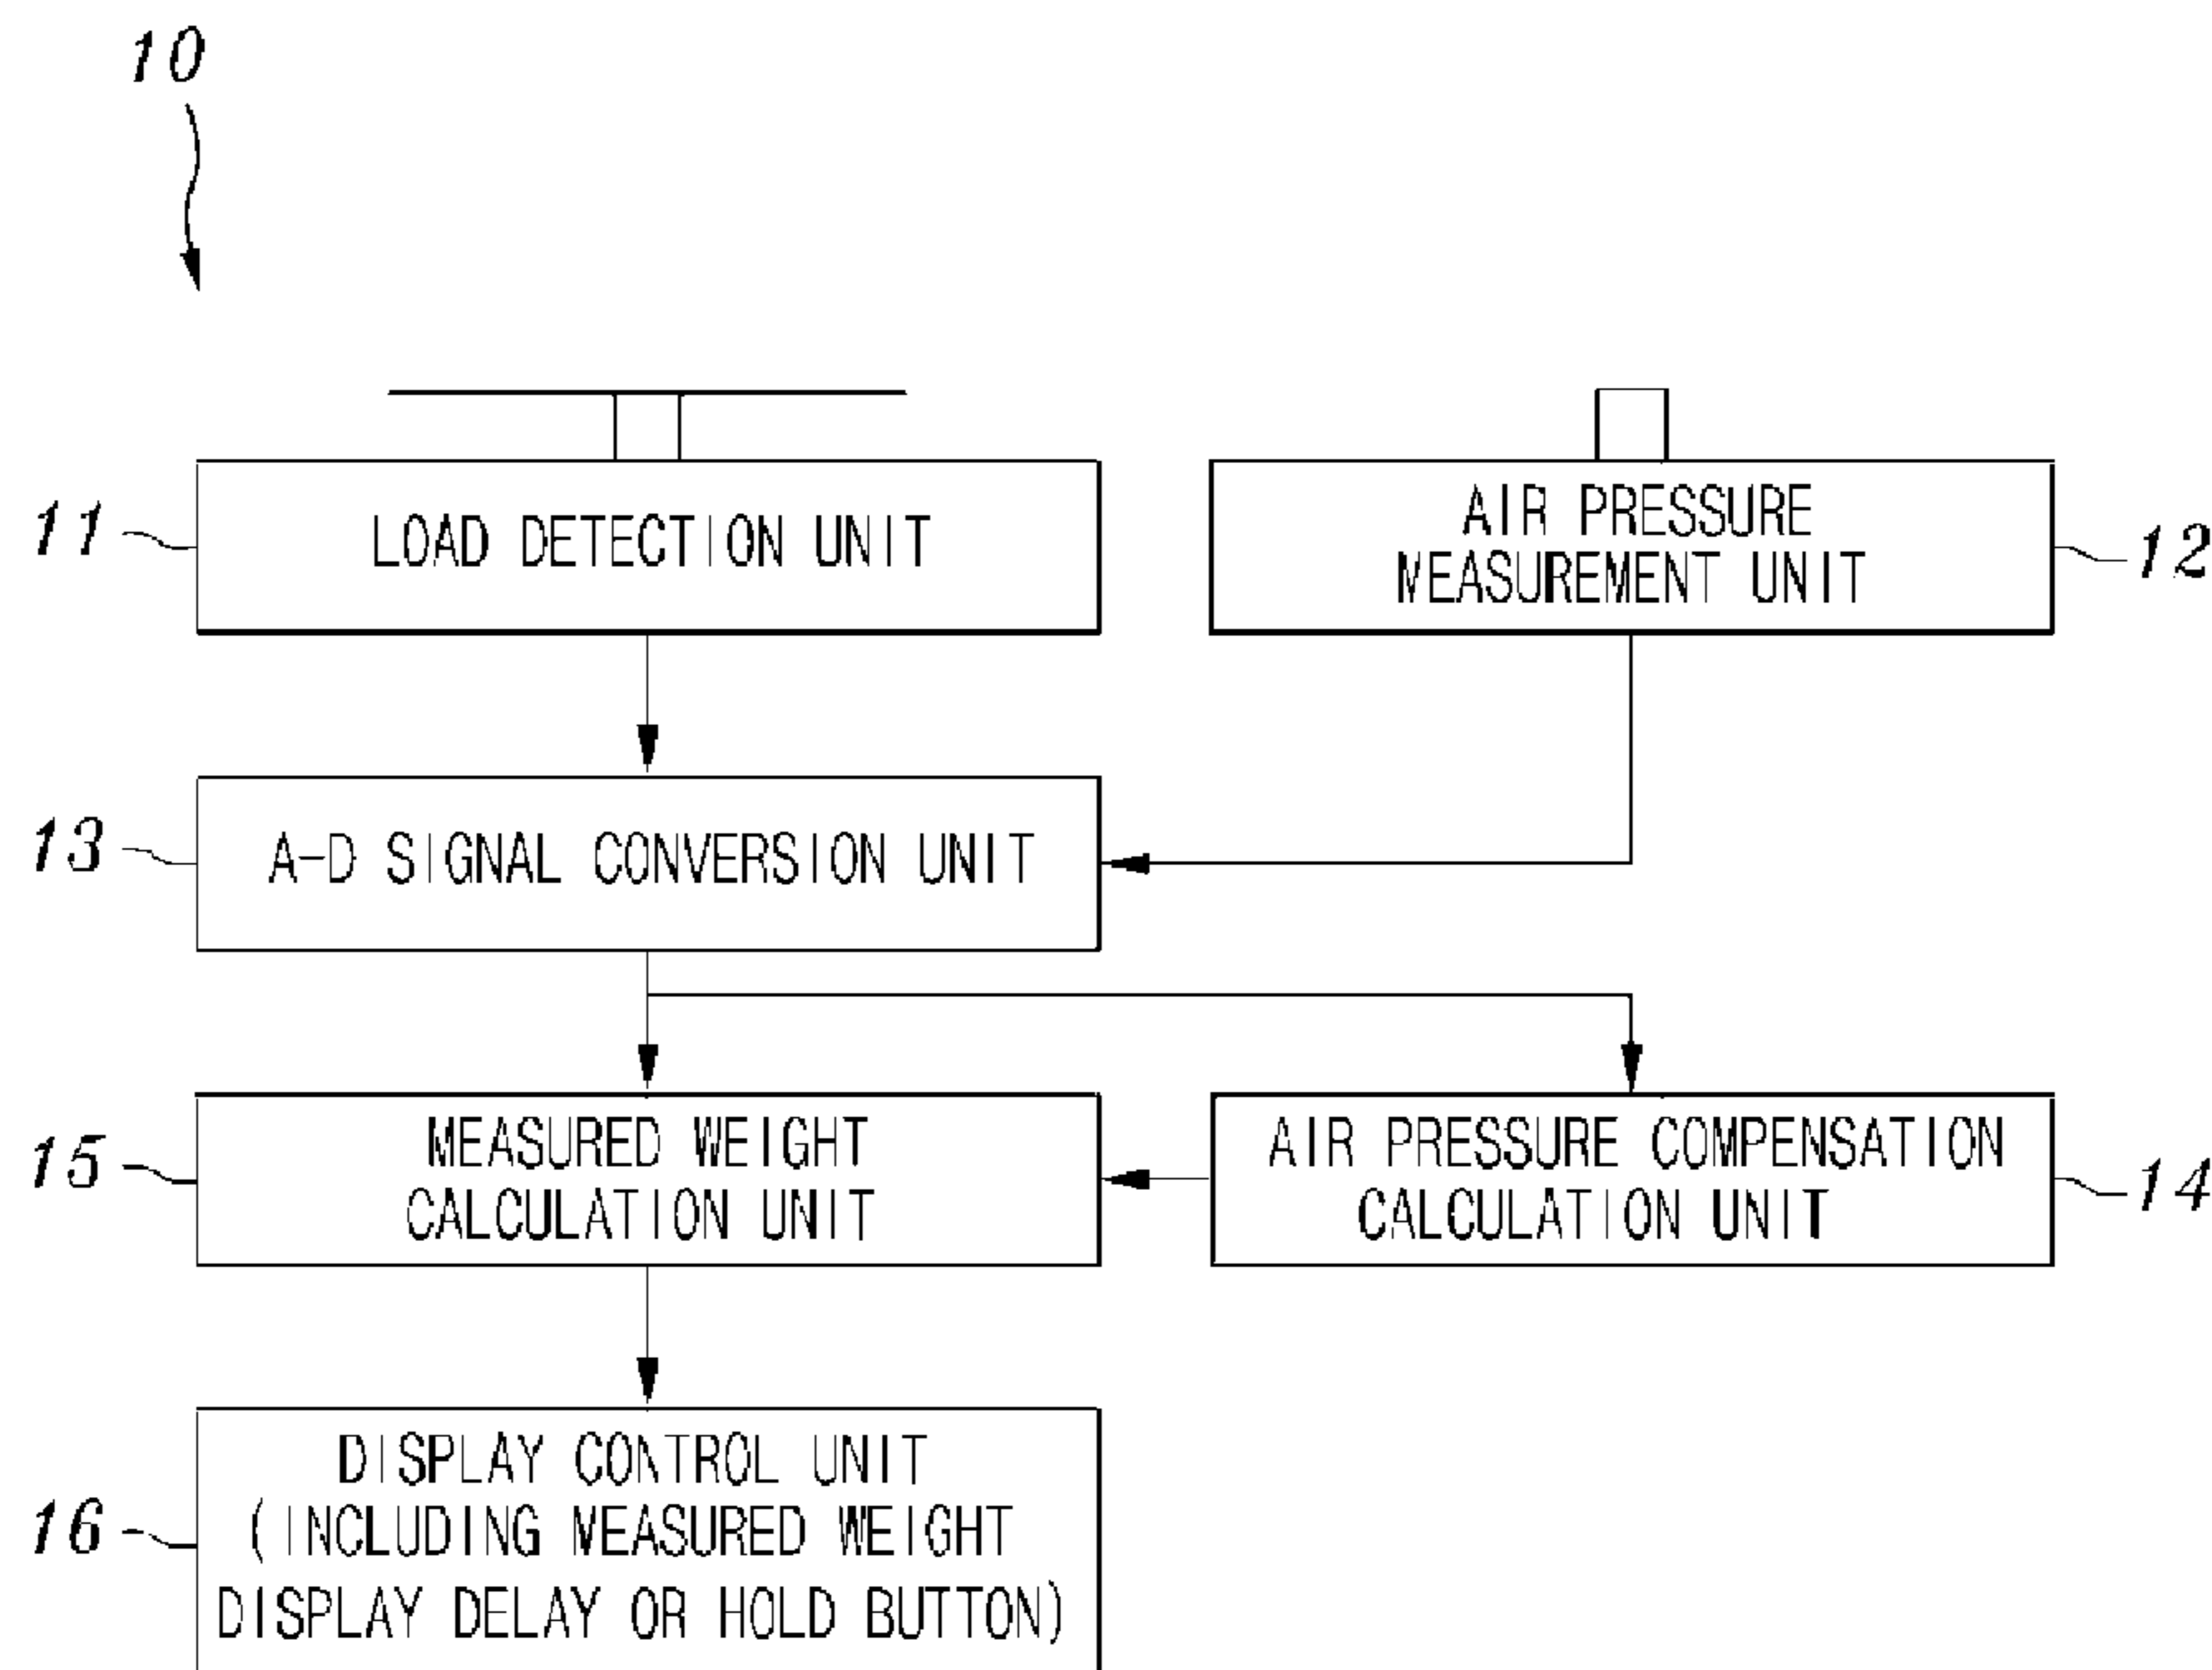 10
11
LOAD DETECTION UNIT
AIR PRESSURE
MEASUREMENT UNIT
12
13
A-D SIGNAL CONVERSION UNIT
15
MEASURED WEIGHT
CALCULATION UNIT
AIR PRESSURE COMPENSATION
CALCULATION UNIT
14
16
DISPLAY CONTROL UNIT
(INCLUDING MEASURED WEIGHT
DISPLAY DELAY OR HOLD BUTTON)